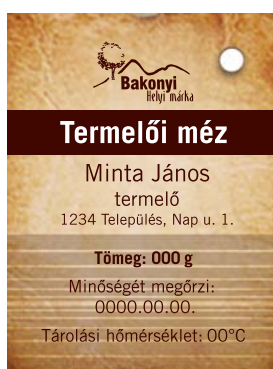 Bakonyi
Helyi márka
Termelői méz
Minta János
termelő
1234 Település, Nap u. 1.
Tömeg: 000 g
Minőségét megőrzi:
0000.00.00.
Tárolási hőmérséklet: 00°C